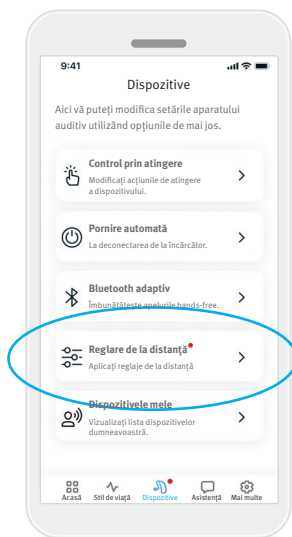 9:41
Dispozitive
Aici vă puteți modifica setările aparatului
auditiv utilizând opțiunile de mai jos.
Control prin atingere
Modificați acțiunile de atingere
a dispozitivului.
Pornire automată
La deconectarea de la încărcător.
Bluetooth adaptiv
Îmbunătățește apelurile hands-free.
Reglare de la distanță
Aplicați reglaje de la distanță
Dispozitivele mele
Vizualizați lista dispozitivelor
dumneavoastră.
Acasă Stil de viață Dispozitive Asistență Mai multe